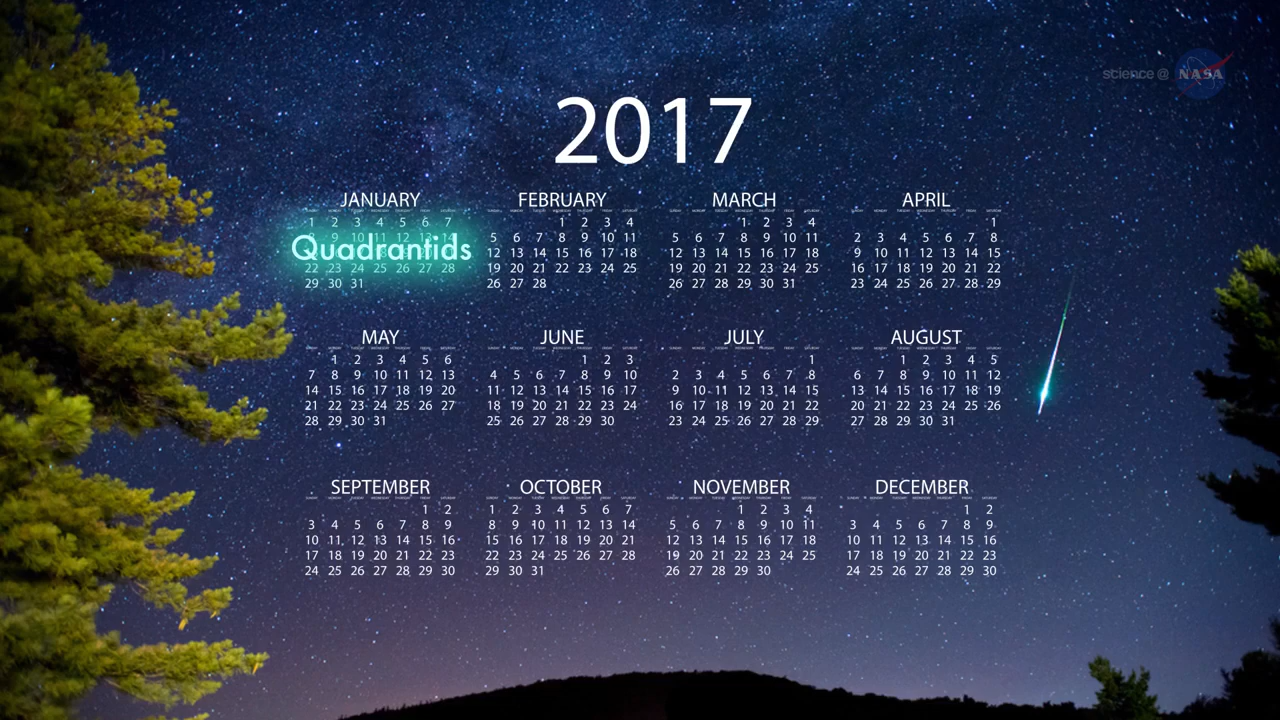 science @ NASA
2017
JANUARY
1 2 3 4 5 6 7
8 9 10 11 12 13 14
Quadrantids
22 23 24 25 26 27 28
29 30 31
FEBRUARY
1 2 3 4
5 6 7 8 9 10 11
12 13 14 15 16 17 18
19 20 21 22 23 24 25
26 27 28
MARCH
1 2 3 4
5 6 7 8 9 10 11
12 13 14 15 16 17 18
19 20 21 22 23 24 25
26 27 28 29 30 31
APRIL
1
2 3 4 5 6 7 8
9 10 11 12 13 14 15
16 17 18 19 20 21 22
23 24 25 26 27 28 29
MAY
1 2 3 4 5 6
7 8 9 10 11 12 13
14 15 16 17 18 19 20
21 22 23 24 25 26 27
28 29 30 31
JUNE
1 2 3
4 5 6 7 8 9 10
11 12 13 14 15 16 17
18 19 20 21 22 23 24
25 26 27 28 29 30
JULY
1
2 3 4 5 6 7 8
9 10 11 12 13 14 15
16 17 18 19 20 21 22
23 24 25 26 27 28 29
AUGUST
1 2 3 4 5
6 7 8 9 10 11 12
13 14 15 16 17 18 19
20 21 22 23 24 25 26
27 28 29 30 31
SEPTEMBER
1 2
3 4 5 6 7 8 9
10 11 12 13 14 15 16
17 18 19 20 21 22 23
24 25 26 27 28 29 30
OCTOBER
1 2 3 4 5 6 7
8 9 10 11 12 13 14
15 16 17 18 19 20 21
22 23 24 25 26 27 28
29 30 31
NOVEMBER
1 2 3 4
5 6 7 8 9 10 11
12 13 14 15 16 17 18
19 20 21 22 23 24 25
26 27 28 29 30
DECEMBER
1 2
3 4 5 6 7 8 9
10 11 12 13 14 15 16
17 18 19 20 21 22 23
24 25 26 27 28 29 30